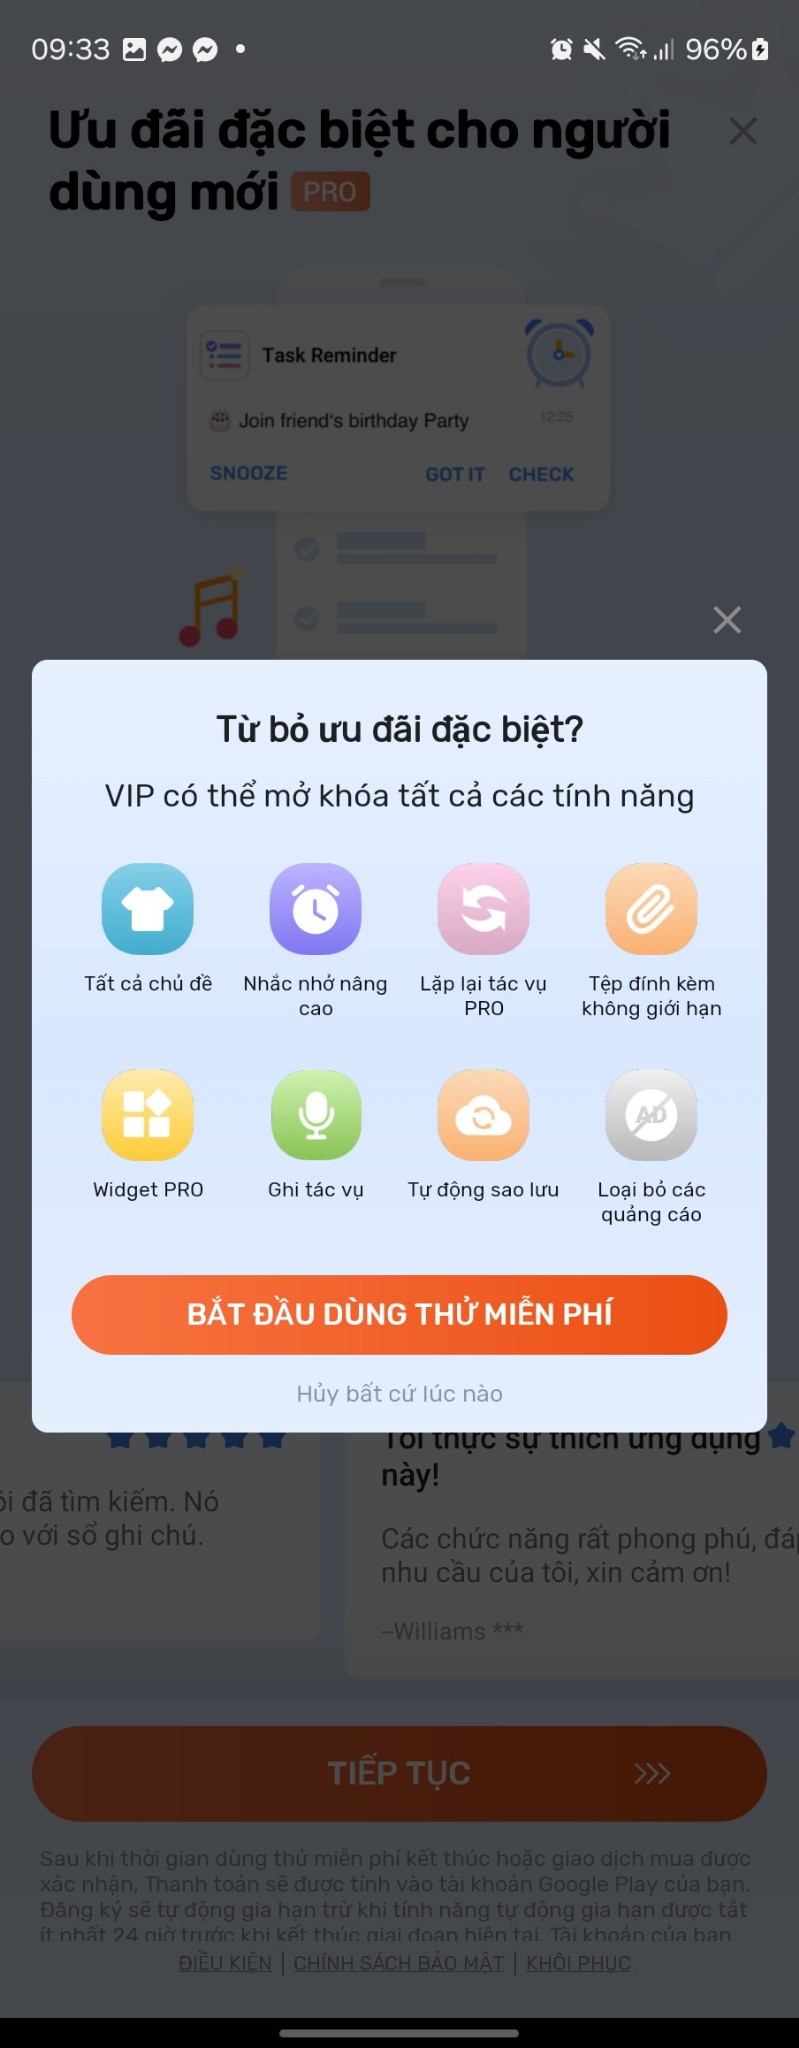 09:33
96%
Ưu đãi đặc biệt cho người
dùng mới PRO
Task Reminder
Join friend's birthday Party
12:25
SNOOZE
GOT IT
CHECK
Từ bỏ ưu đãi đặc biệt?
VIP có thể mở khóa tất cả các tính năng
Tất cả chủ đề
Nhắc nhở nâng
cao
Lặp lại tác vụ
PRO
Tệp đính kèm
không giới hạn
AD
Widget PRO
Ghi tác vụ
Tự động sao lưu
Loại bỏ các
quảng cáo
BẮT ĐẦU DÙNG THỬ MIỄN PHÍ
Hủy bất cứ lúc nào
Tôi thực sự thích ứng dụng
này!
ôi đã tìm kiếm. Nó
o với sổ ghi chú.
Các chức năng rất phong phú, đáp
nhu cầu của tôi, xin cảm ơn!
–Williams ***
TIẾP TỤC
Sau khi thời gian dùng thử miễn phí kết thúc hoặc giao dịch mua được
xác nhận, Thanh toán sẽ được tính vào tài khoản Google Play của bạn.
Đăng ký sẽ tự động gia hạn trừ khi tính năng tự động gia hạn được tắt
ít nhất 24 giờ trước khi kết thúc giai đoạn hiện tại. Tài khoản của bạn
ĐIỀU KIỆN | CHÍNH SÁCH BẢO MẬT | KHÔI PHỤC